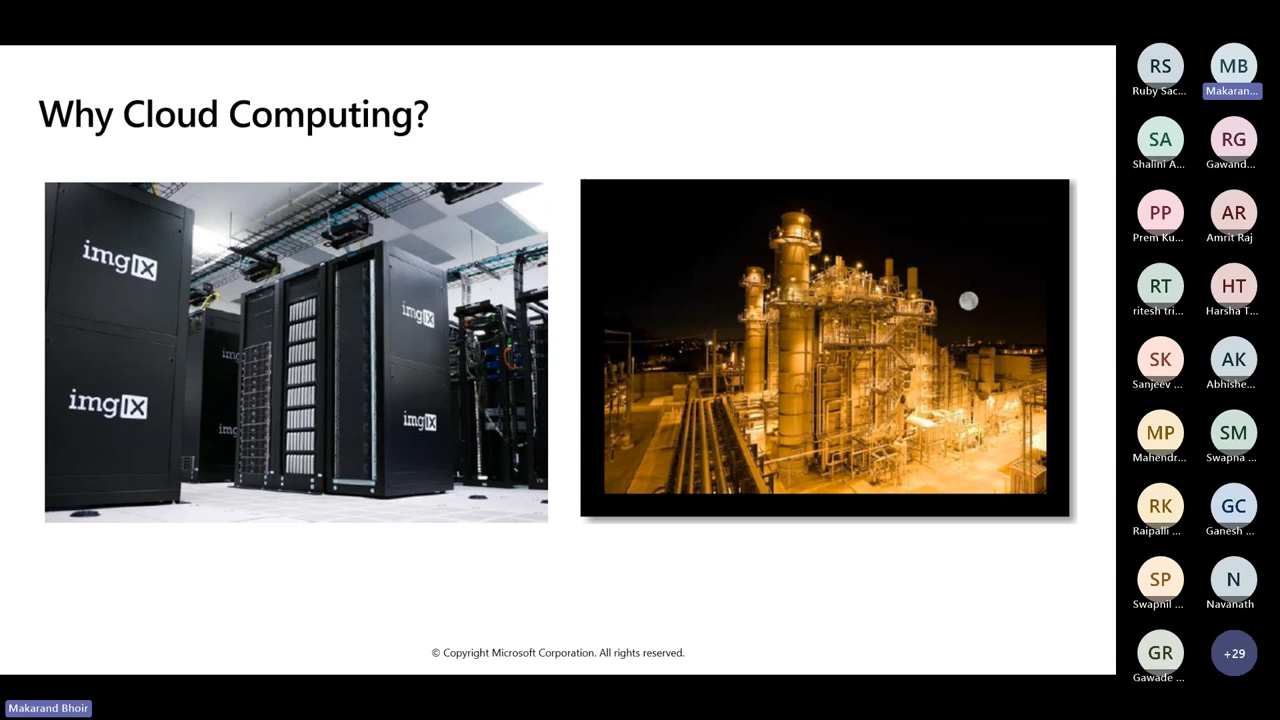 Why Cloud Computing?
imgIX
imgIX
imgIX
imgIX
© Copyright Microsoft Corporation. All rights reserved.
RS
Ruby Sac...
MB
Makaran...
SA
Shalini A...
RG
Gawand...
PP
Prem Ku...
AR
Amrit Raj
RT
ritesh tri...
HT
Harsha T...
SK
Sanjeev ...
AK
Abhishe...
MP
Mahendr...
SM
Swapna ...
RK
Raipalli ...
GC
Ganesh ...
SP
Swapnil ...
N
Navanath
GR
Gawade ...
+29
Makarand Bhoir